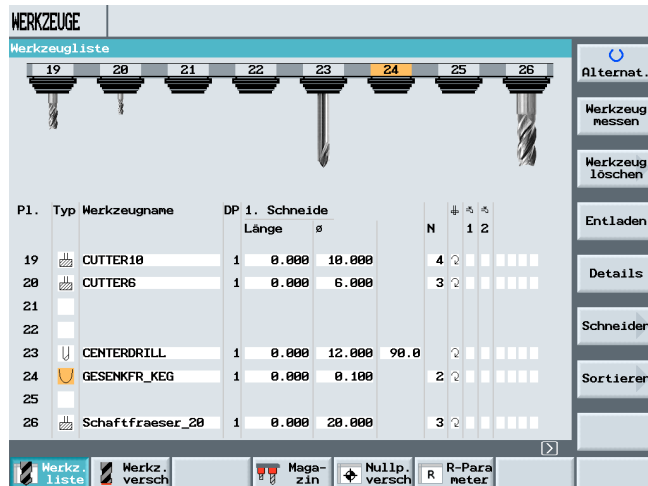 WERKZEUGE
Werkzeugliste
19 20 21 22 23 24 25 26
Pl. Typ Werkzeugname DP 1. Schneide
Länge ø N 1 2
19 CUTTER10 1 0.000 10.000 4
20 CUTTER6 1 0.000 6.000 3
21
22
23 CENTERDRILL 1 0.000 12.000 90.0
24 GESENKFR_KEG 1 0.000 0.100 2
25
26 Schaftfraeser_20 1 0.000 20.000 3
Alternat.
Werkzeug
messen
Werkzeug
löschen
Entladen
Details
Schneiden
Sortieren
Werkz.
liste
Werkz.
versch
Maga-
zin
Nullp.
versch
R R-Para
meter